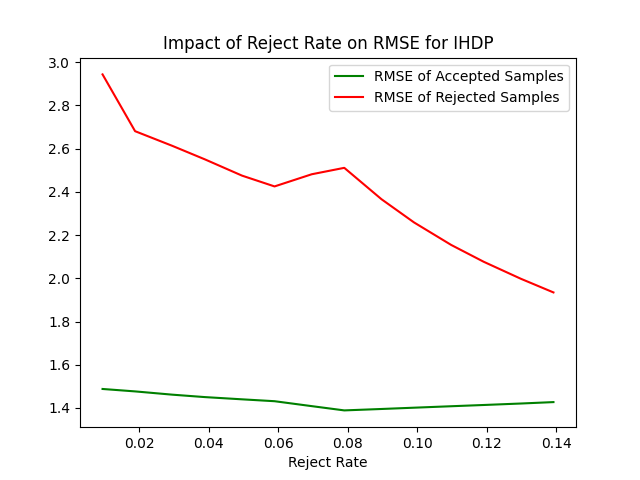 Impact of Reject Rate on RMSE for IHDP
RMSE of Accepted Samples
RMSE of Rejected Samples
3.0
2.8
2.6
2.4
2.2
2.0
1.8
1.6
1.4
0.02 0.04 0.06 0.08 0.10 0.12 0.14
Reject Rate